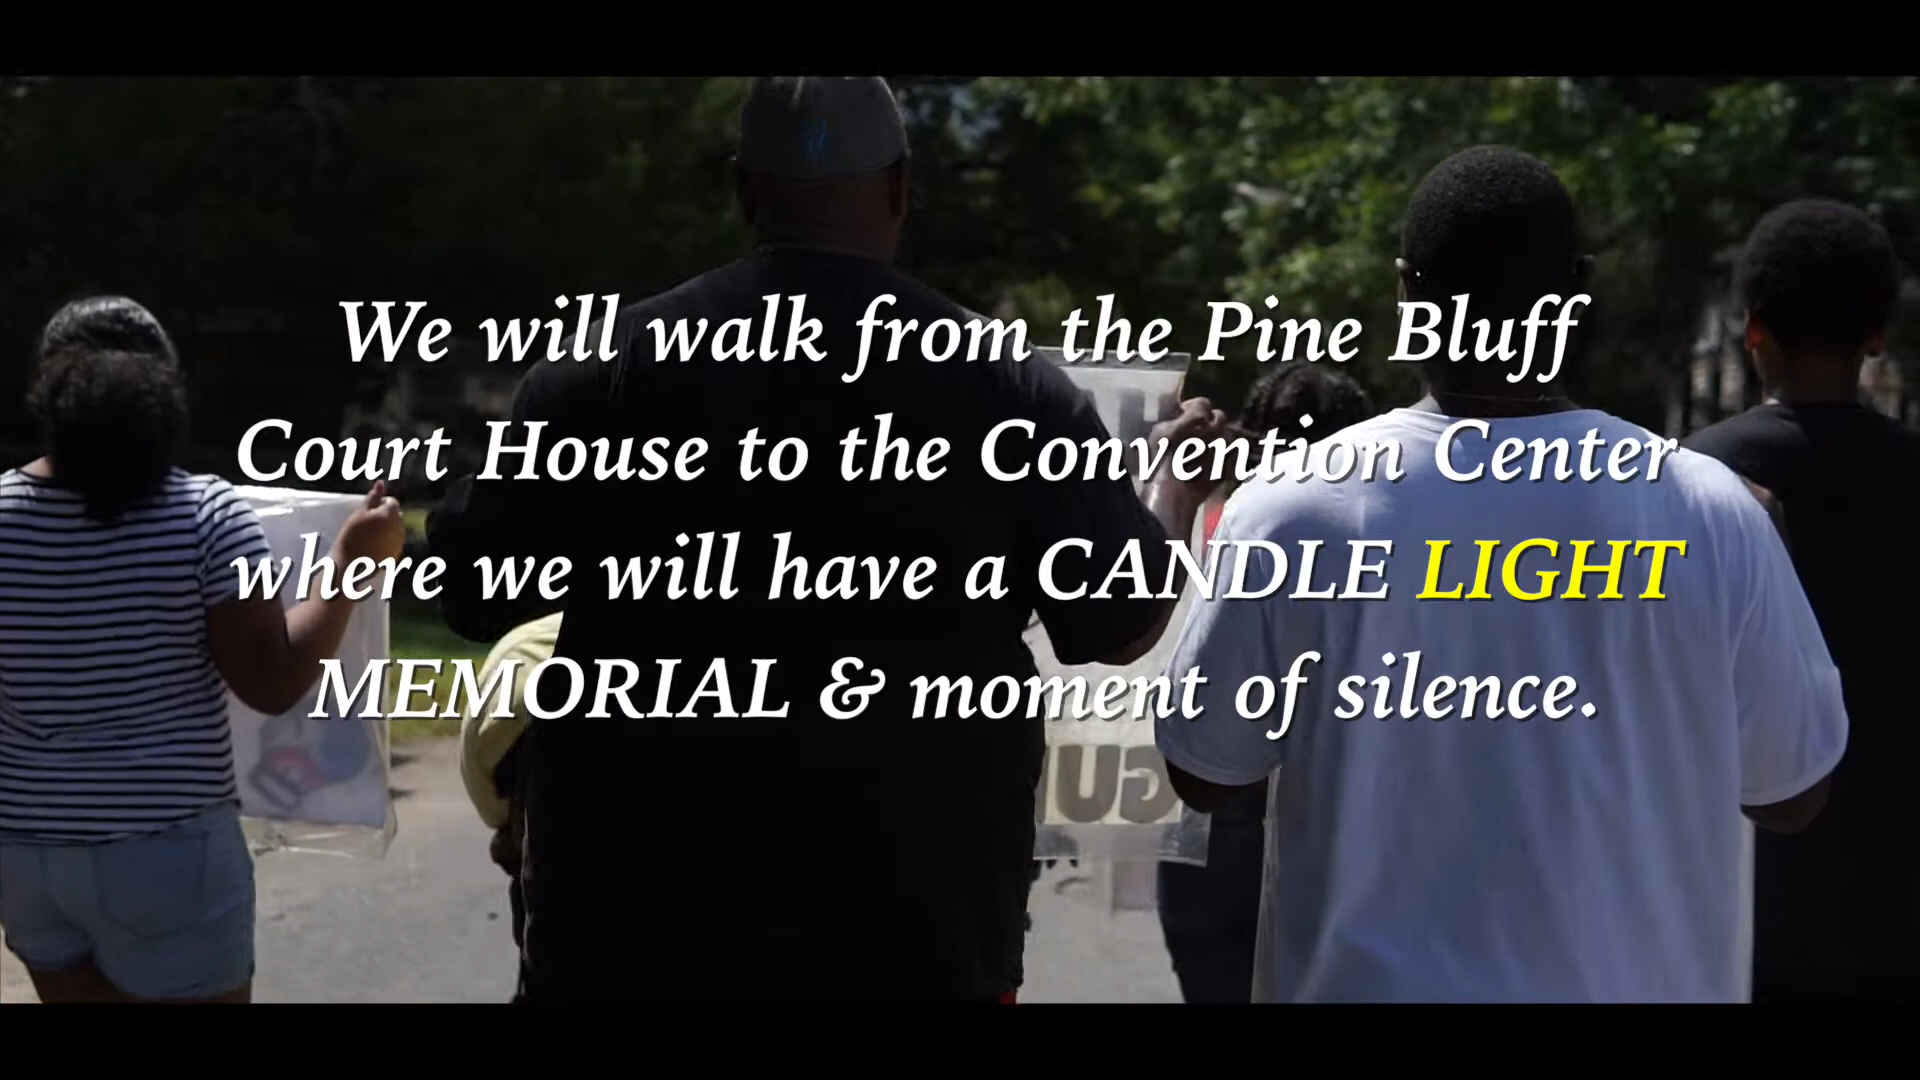 We will walk from the Pine Bluff
Court House to the Convention Center
where we will have a CANDLE LIGHT
MEMORIAL & moment of silence.